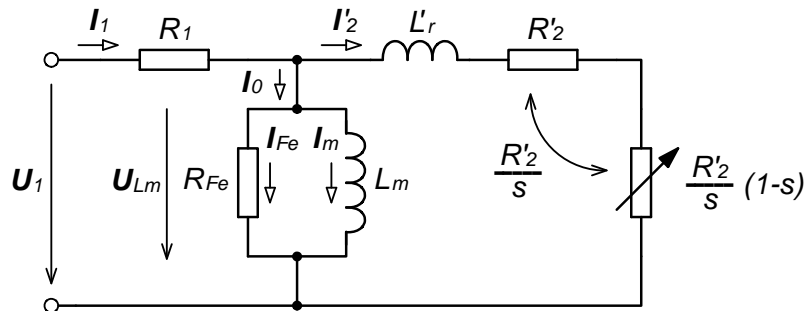 I1 R1 I'2 L'r R'2
I0
U1 ULm RFe IFe Im Lm R'2/s R'2/s (1-s)